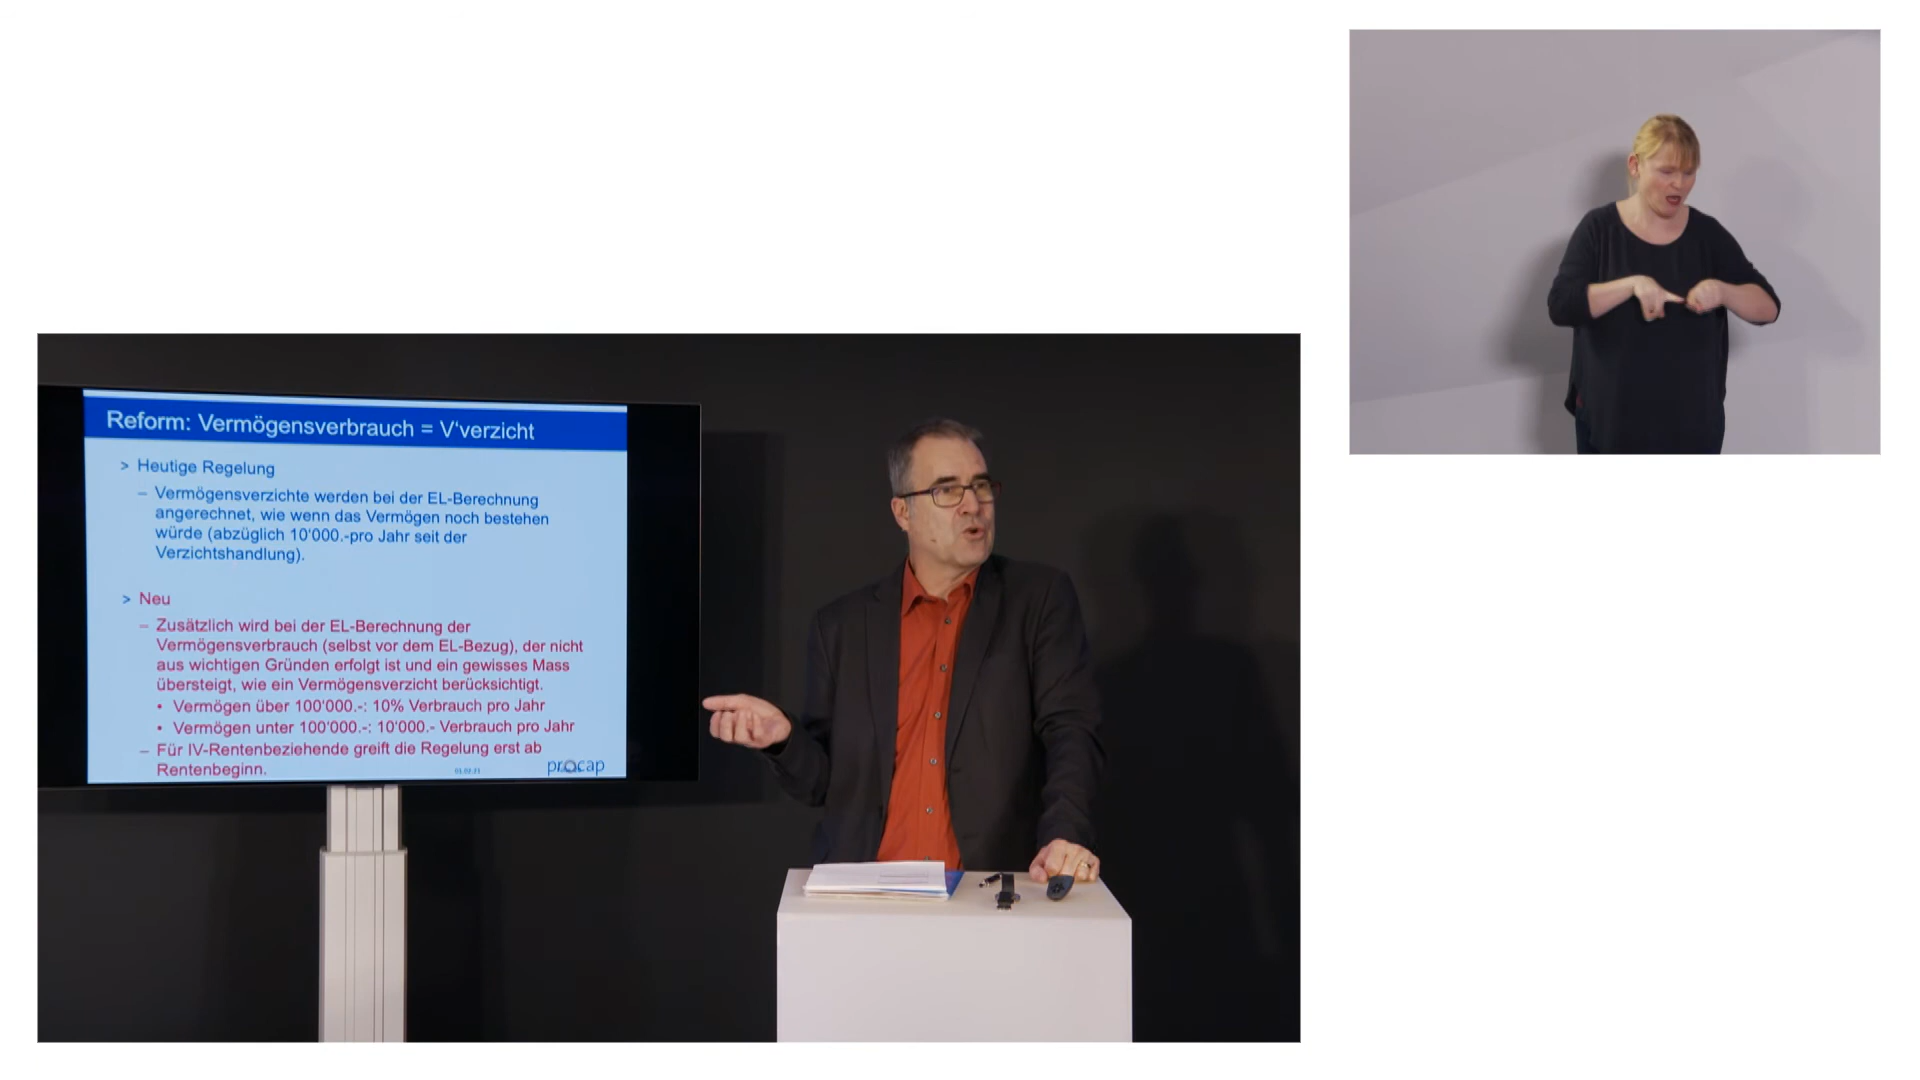 Reform: Vermögensverbrauch = V‘verzicht
> Heutige Regelung
– Vermögensverzichte werden bei der EL-Berechnung
angerechnet, wie wenn das Vermögen noch bestehen
würde (abzüglich 10‘000.-pro Jahr seit der
Verzichtshandlung).
> Neu
– Zusätzlich wird bei der EL-Berechnung der
Vermögensverbrauch (selbst vor dem EL-Bezug), der nicht
aus wichtigen Gründen erfolgt ist und ein gewisses Mass
übersteigt, wie ein Vermögensverzicht berücksichtigt.
• Vermögen über 100‘000.-: 10% Verbrauch pro Jahr
• Vermögen unter 100‘000.-: 10‘000.- Verbrauch pro Jahr
– Für IV-Rentenbeziehende greift die Regelung erst ab
Rentenbeginn.
procap